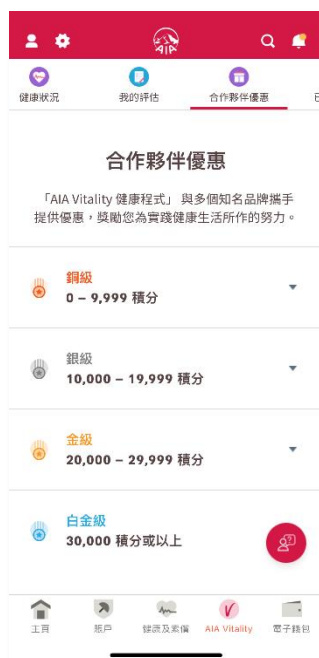 AIA
健康狀況 我的評估 合作夥伴優惠
合作夥伴優惠
「AIA Vitality 健康程式」 與多個知名品牌攜手
提供優惠，獎勵您為實踐健康生活所作的努力。
銅級
0 – 9,999 積分
銀級
10,000 – 19,999 積分
金級
20,000 – 29,999 積分
白金級
30,000 積分或以上
主頁 賬戶 健康及索償 AIA Vitality 電子錢包